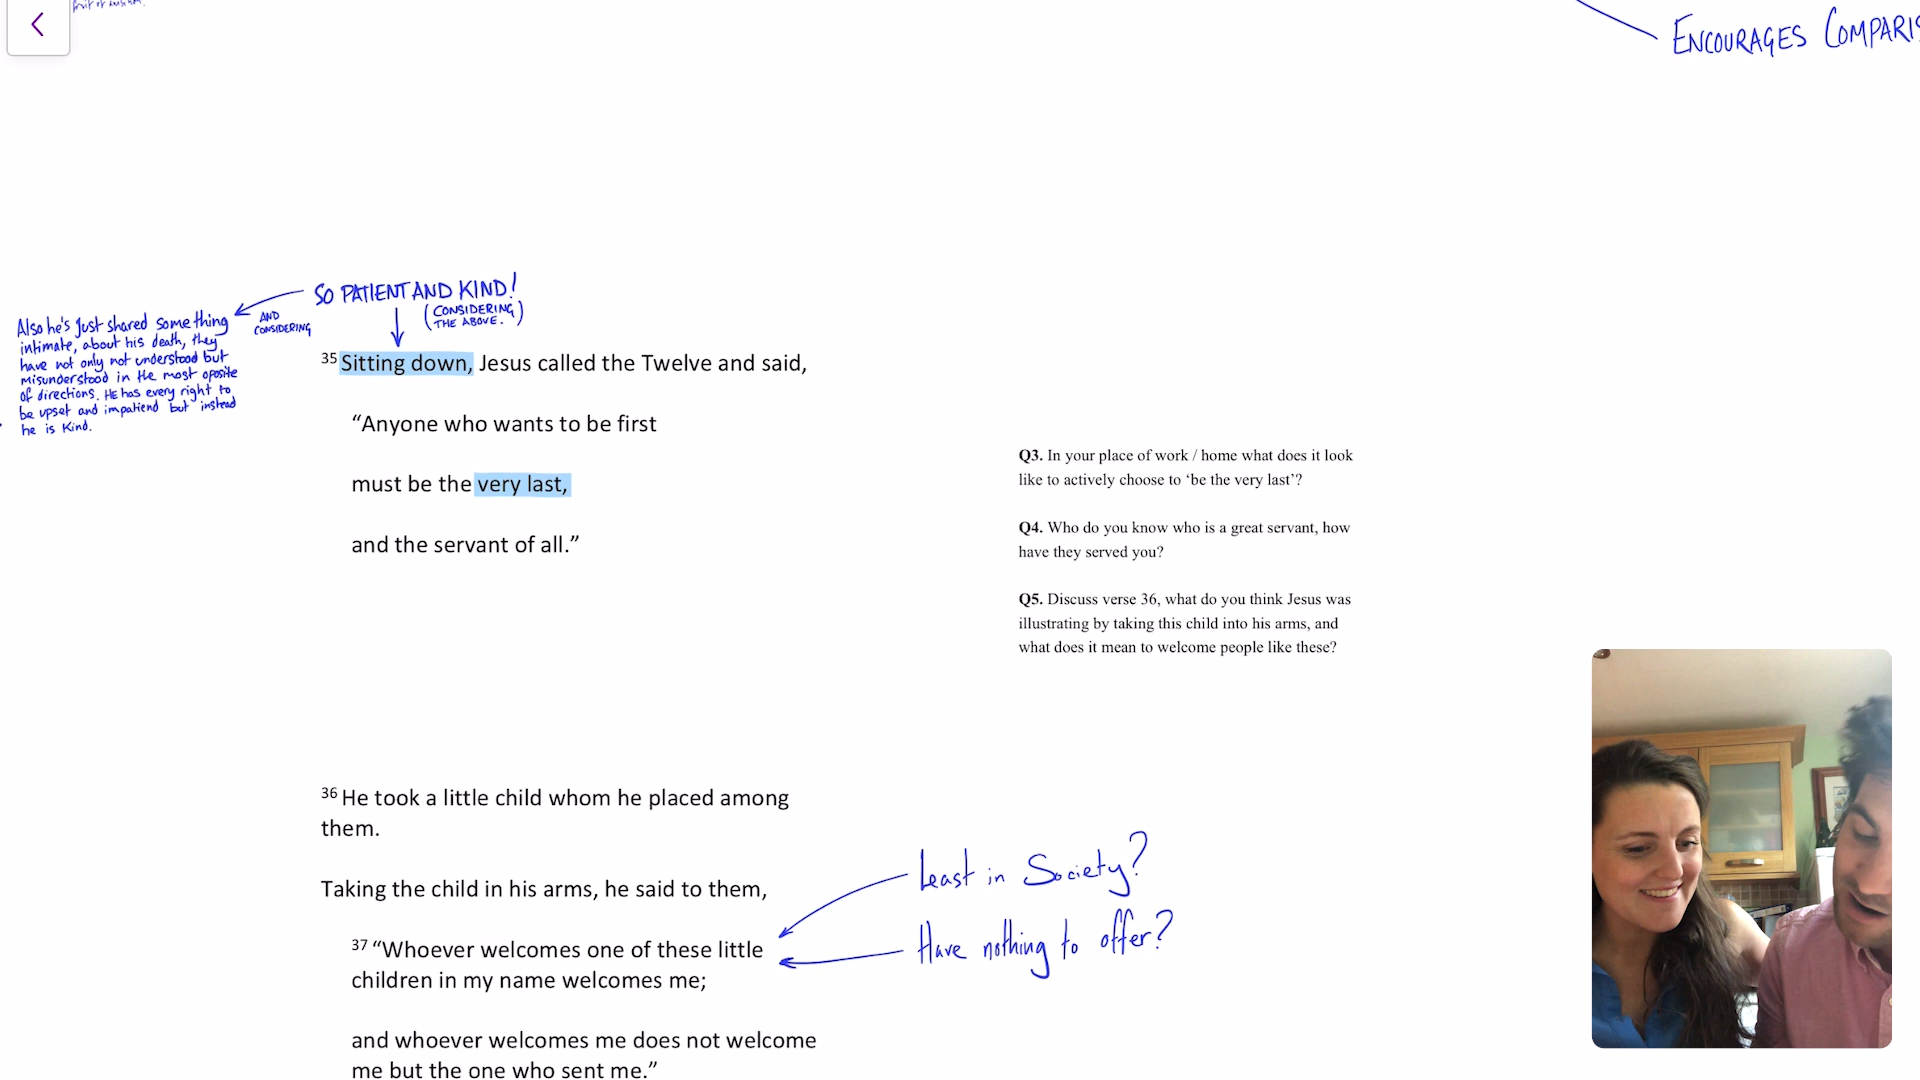 ENCOURAGES COMPARIS
SO PATIENT AND KIND!
(CONSIDERING
THE ABOVE.)
AND
CONSIDERING
Also he's just shared something
intimate, about his death, they
have not only not understood but
misunderstood in the most oposite
of directions. HE has every right to
be upset and impatiend but instead
he is Kind.
35 Sitting down, Jesus called the Twelve and said,
“Anyone who wants to be first
must be the very last,
and the servant of all.”
Q3. In your place of work / home what does it look
like to actively choose to ‘be the very last’?
Q4. Who do you know who is a great servant, how
have they served you?
Q5. Discuss verse 36, what do you think Jesus was
illustrating by taking this child into his arms, and
what does it mean to welcome people like these?
36 He took a little child whom he placed among
them.
Taking the child in his arms, he said to them,
37 “Whoever welcomes one of these little
children in my name welcomes me;
and whoever welcomes me does not welcome
me but the one who sent me.”
Least in Society?
Have nothing to offer?